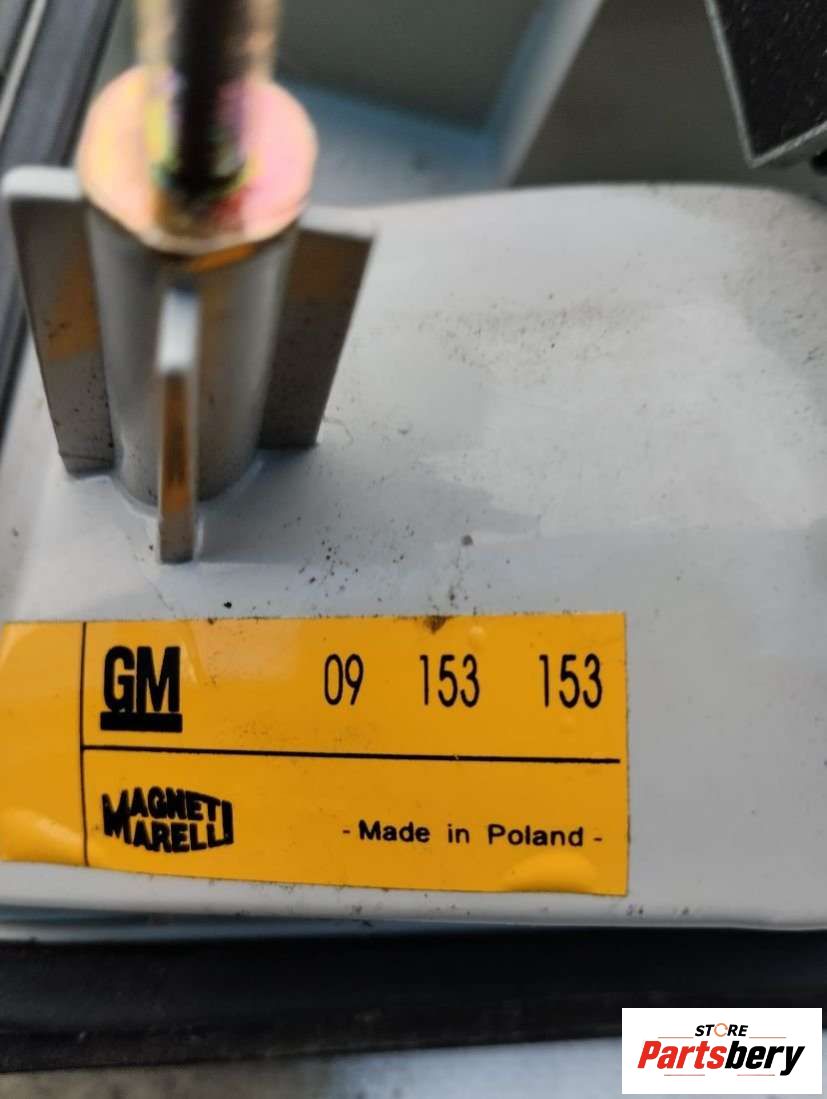 GM 09 153 153
MAGNETI
MARELLI
- Made in Poland -
STORE
Partsbery